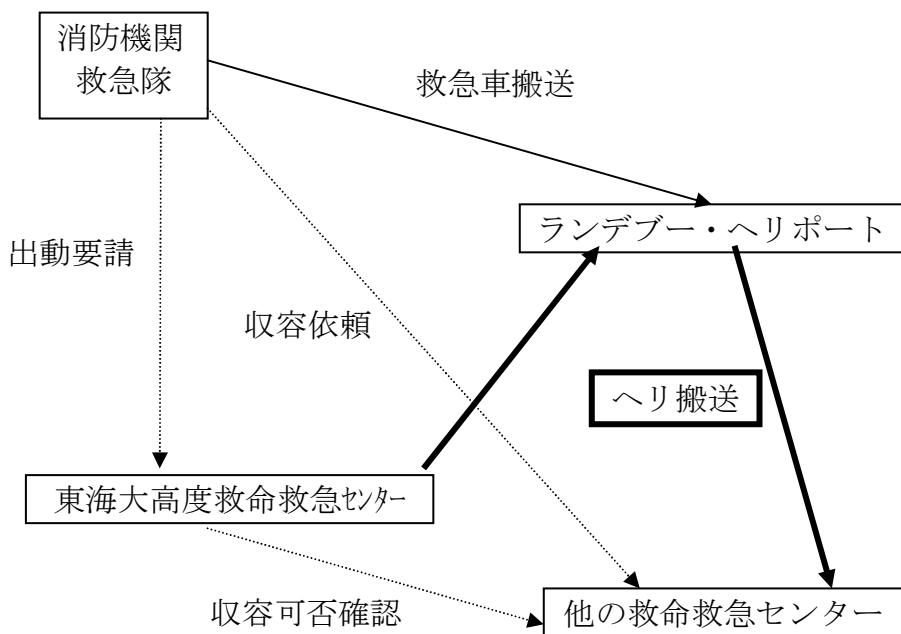 消防機関
救急隊
救急車搬送
ランデブー・ヘリポート
出動要請
収容依頼
ヘリ搬送
東海大高度救命救急ｾﾝﾀｰ
収容可否確認
他の救命救急センター